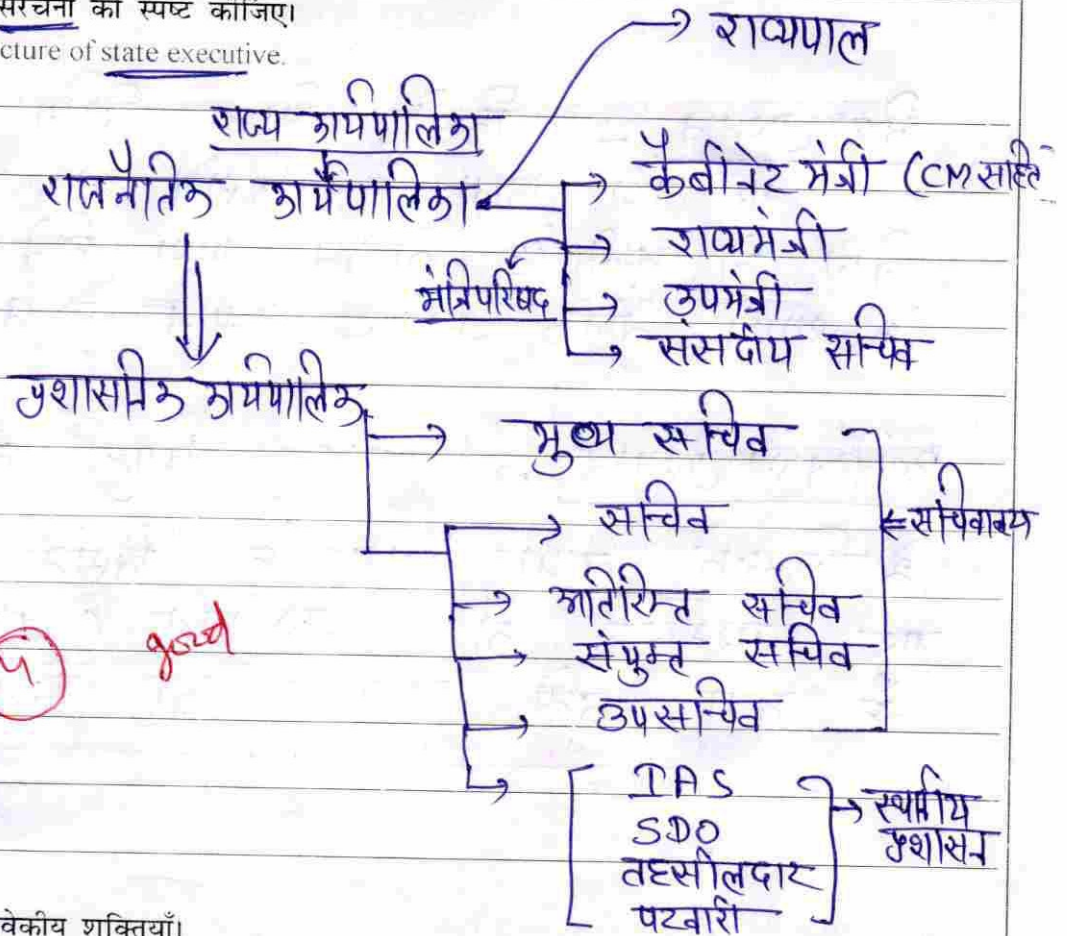 संरचना को स्पष्ट कीजिए।
cture of state executive.
→ राज्यपाल
राज्य कार्यपालिका
राजनैतिक कार्यपालिका
→ कैबीनेट मंत्री (CM सहित
→ राज्यमंत्री
मंत्रिपरिषद → उपमंत्री
→ संसदीय सचिव
प्रशासनिक कार्यपालिक
→ मुख्य सचिव
→ सचिव
सचिवालय
→ अतिरिक्त सचिव
→ संयुक्त सचिव
→ उपसचिव
good
→ IAS
SDO → स्थानीय
तहसीलदार प्रशासन
पटवारी
वेकीय शक्तियाँ।